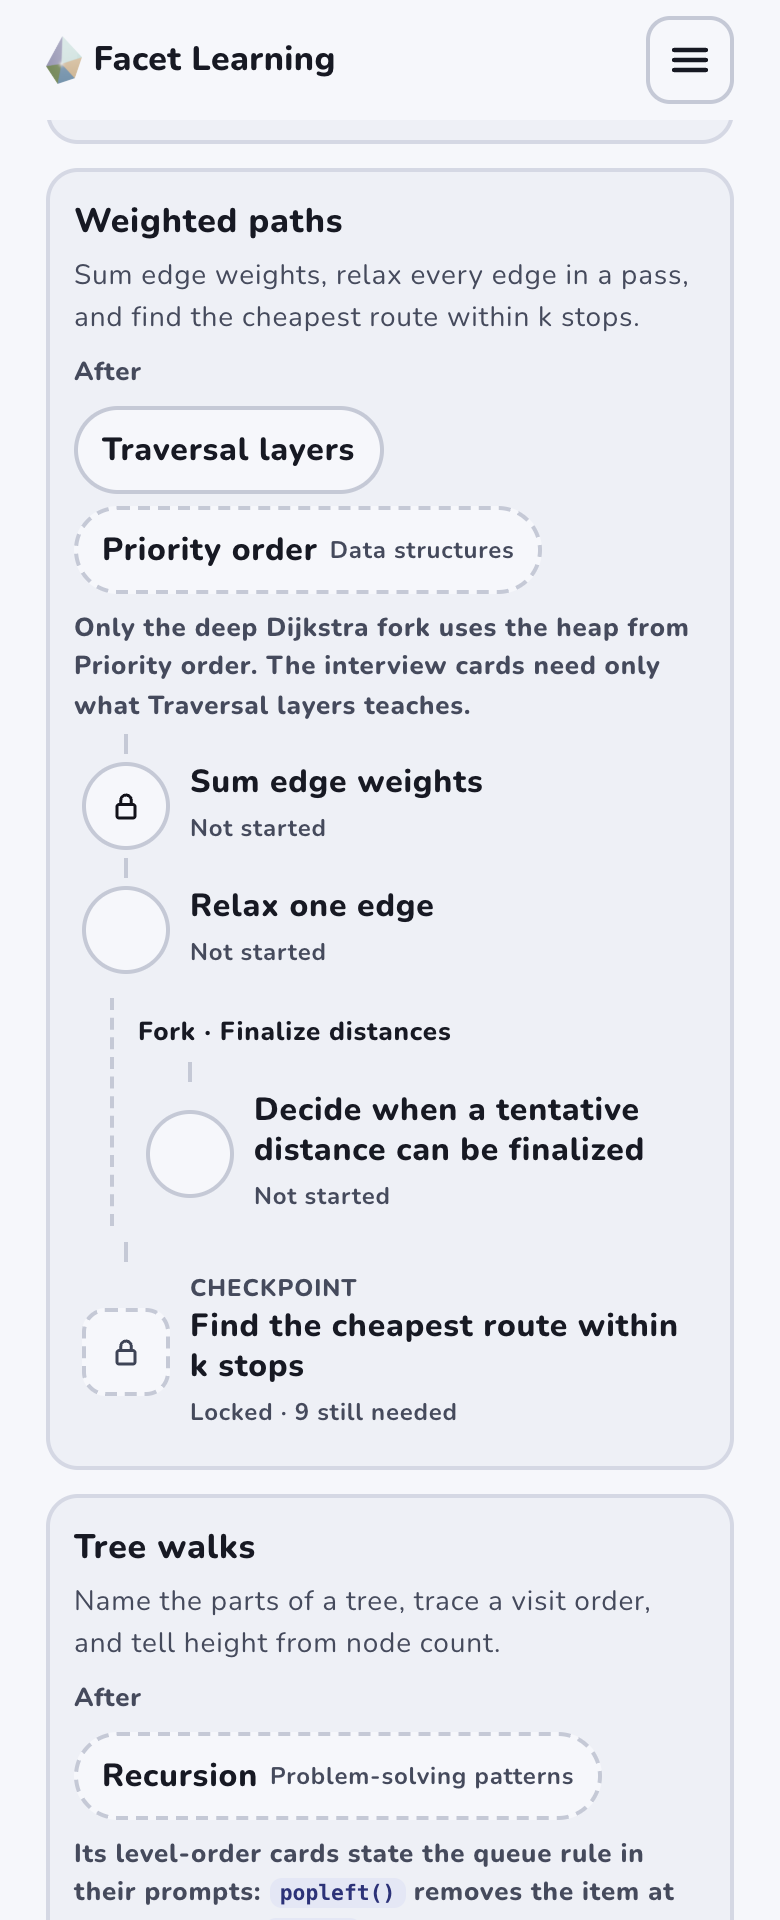 Facet Learning
Weighted paths
Sum edge weights, relax every edge in a pass,
and find the cheapest route within k stops.
After
Traversal layers
Priority order Data structures
Only the deep Dijkstra fork uses the heap from
Priority order. The interview cards need only
what Traversal layers teaches.
Sum edge weights
Not started
Relax one edge
Not started
Fork · Finalize distances
Decide when a tentative
distance can be finalized
Not started
CHECKPOINT
Find the cheapest route within
k stops
Locked · 9 still needed
Tree walks
Name the parts of a tree, trace a visit order,
and tell height from node count.
After
Recursion Problem-solving patterns
Its level-order cards state the queue rule in
their prompts: popleft() removes the item at